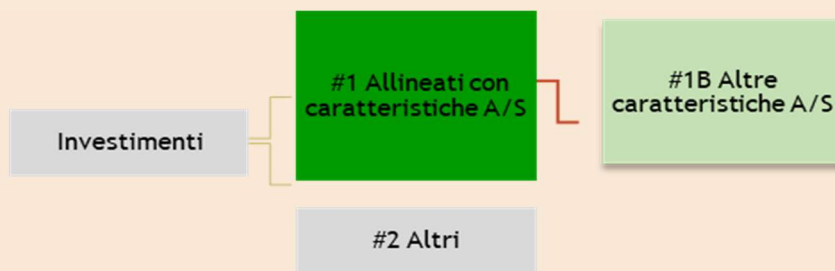 Investimenti
#1 Allineati con
caratteristiche A/S
#2 Altri
#1B Altre
caratteristiche A/S